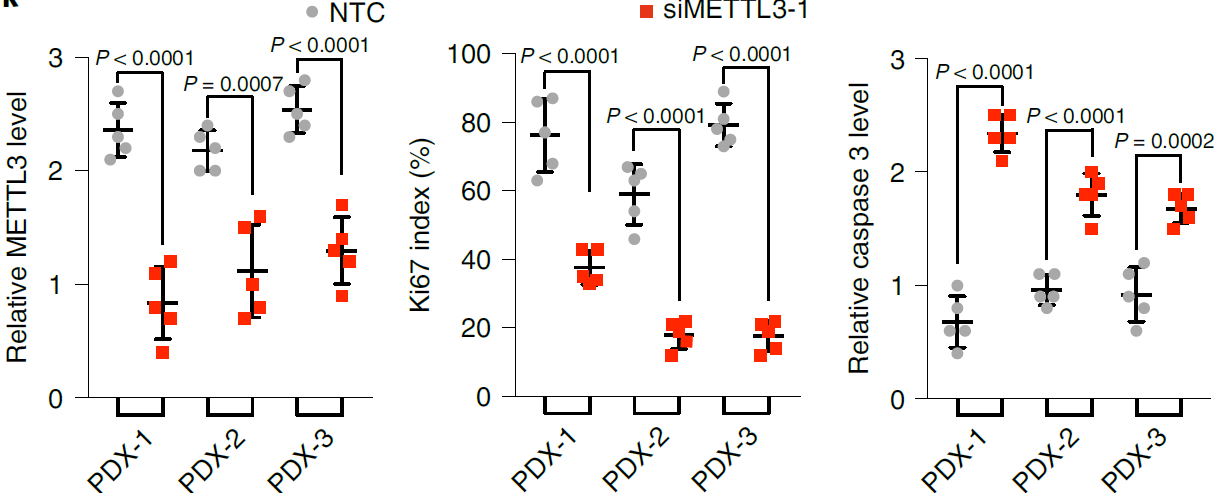 NTC
siMETTL3-1
Relative METTL3 level
3
2
1
0
P < 0.0001
P = 0.0007
P < 0.0001
PDX-1
PDX-2
PDX-3
Ki67 index (%)
100
80
60
40
20
0
P < 0.0001
P < 0.0001
P < 0.0001
PDX-1
PDX-2
PDX-3
Relative caspase 3 level
3
2
1
0
P < 0.0001
P < 0.0001
P = 0.0002
PDX-1
PDX-2
PDX-3